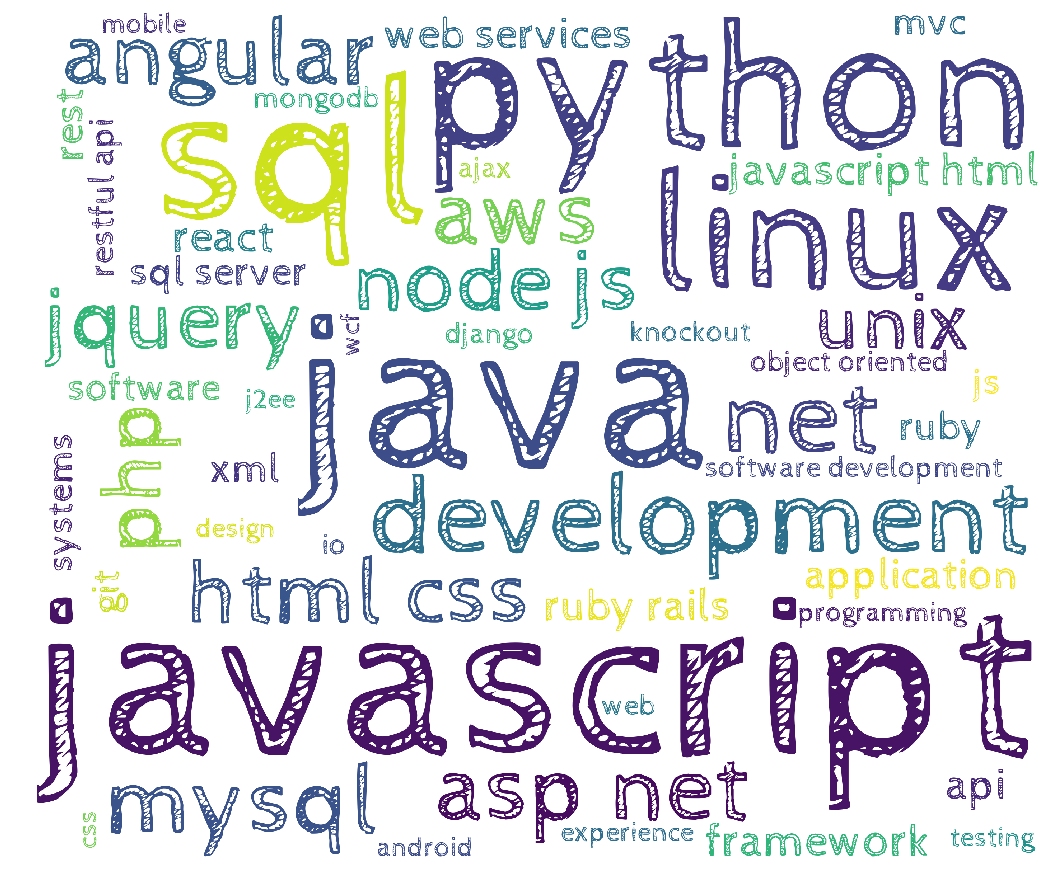 mobile
mvc
angular
web services
python
mongodb
rest
sql
restful api
ajax
javascript html
linux
aws
react
sql server
node js
jquery
unix
wcf
django
knockout
object oriented
java
software
j2ee
js
net
ruby
php
xml
software development
systems
development
design
io
git
html css
application
ruby rails
programming
javascript
web
mysql
asp net
api
css
experience
android
framework
testing